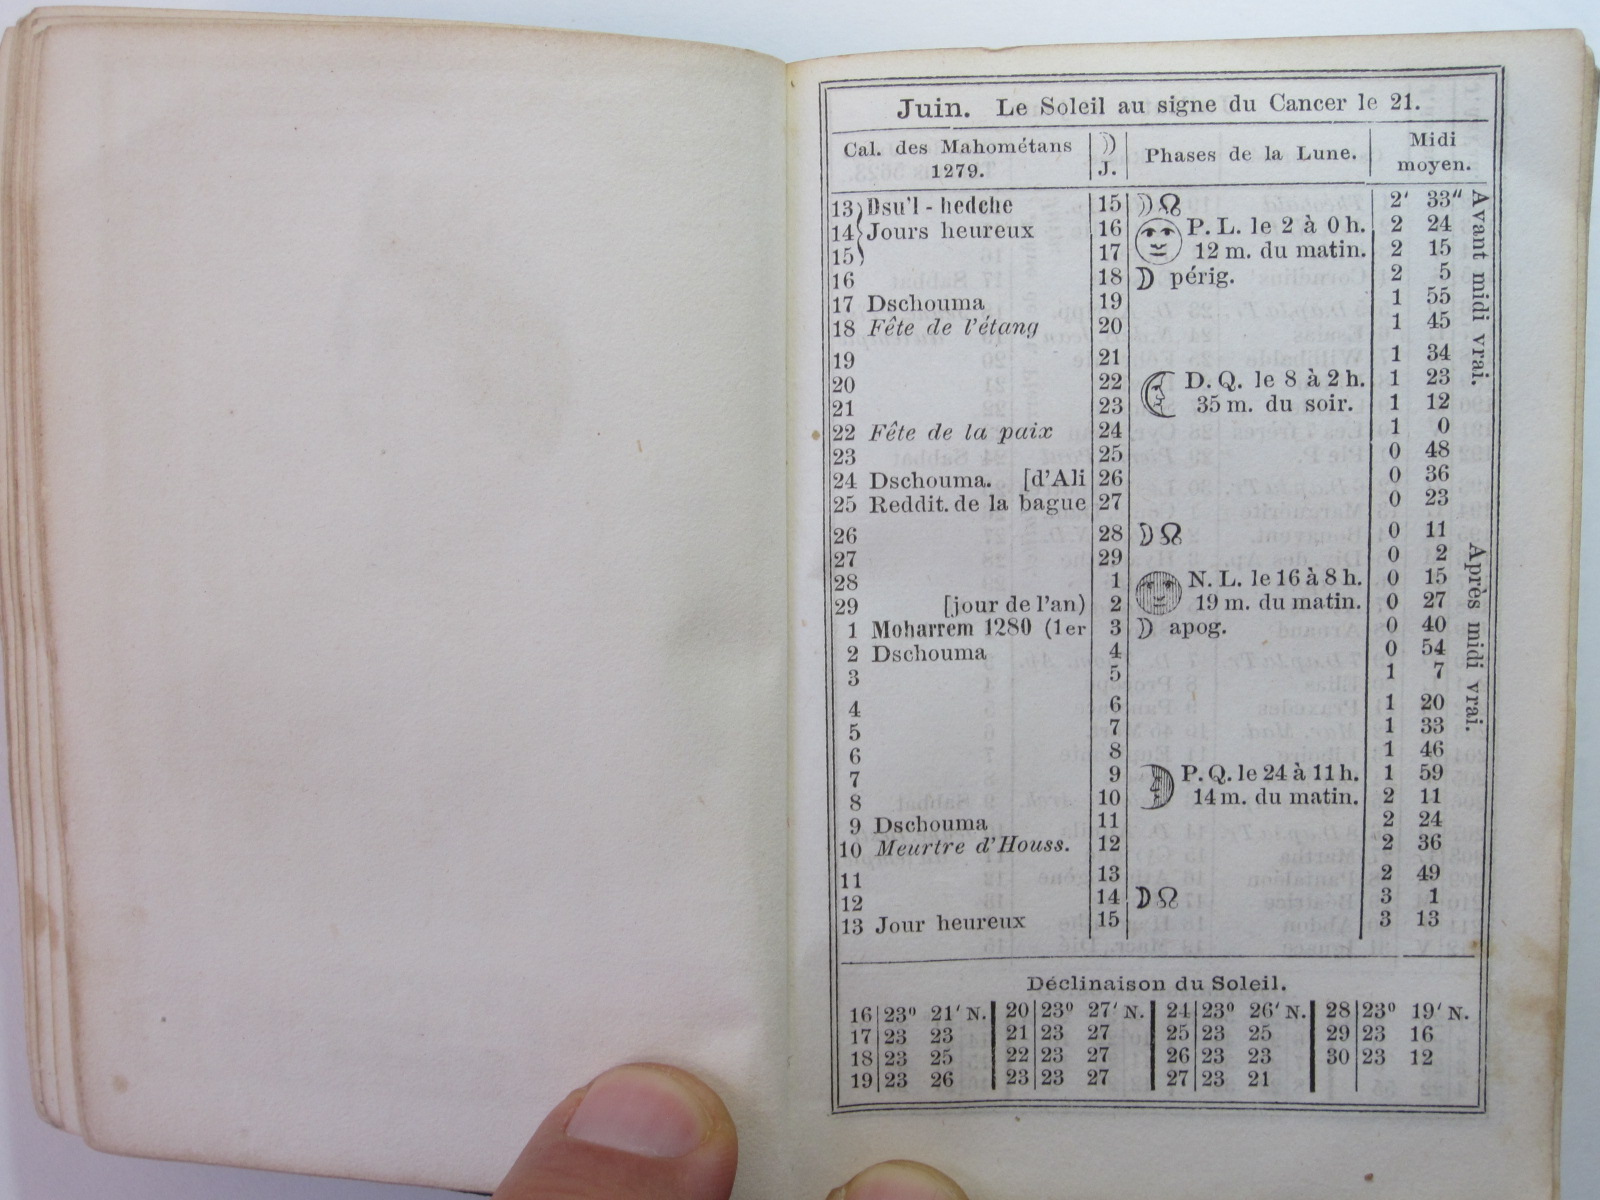 Juin. Le Soleil au signe du Cancer le 21.
Cal. des Mahométans 1279. ☽ J. Phases de la Lune. Midi moyen.
13 Dsu'l - hedche 15 ☽ ☊ 2' 33"
14 Jours heureux 16 P. L. le 2 à 0 h. 2 24
15 17 12 m. du matin. 2 15
16 18 ☽ périg. 2 5
17 Dschouma 19 1 55
18 Fête de l'étang 20 1 45
19 21 1 34
20 22 D. Q. le 8 à 2 h. 1 23
21 23 35 m. du soir. 1 12
22 Fête de la paix 24 1 0
23 25 0 48
24 Dschouma. [d'Ali 26 0 36
25 Reddit. de la bague 27 0 23
26 28 ☽ ☊ 0 11
27 29 0 2
28 1 N. L. le 16 à 8 h. 0 15
29 [jour de l'an) 2 19 m. du matin. 0 27
1 Moharrem 1280 (1er 3 ☽ apog. 0 40
2 Dschouma 4 0 54
3 5 1 7
4 6 1 20
5 7 1 33
6 8 1 46
7 9 P. Q. le 24 à 11 h. 1 59
8 10 14 m. du matin. 2 11
9 Dschouma 11 2 24
10 Meurtre d'Houss. 12 2 36
11 13 2 49
12 14 ☽ ☊ 3 1
13 Jour heureux 15 3 13
Avant midi vrai.
Après midi vrai.
Déclinaison du Soleil.
16 23⁰ 21' N. 20 23⁰ 27' N. 24 23⁰ 26' N. 28 23⁰ 19' N.
17 23 23 21 23 27 25 23 25 29 23 16
18 23 25 22 23 27 26 23 23 30 23 12
19 23 26 23 23 27 27 23 21